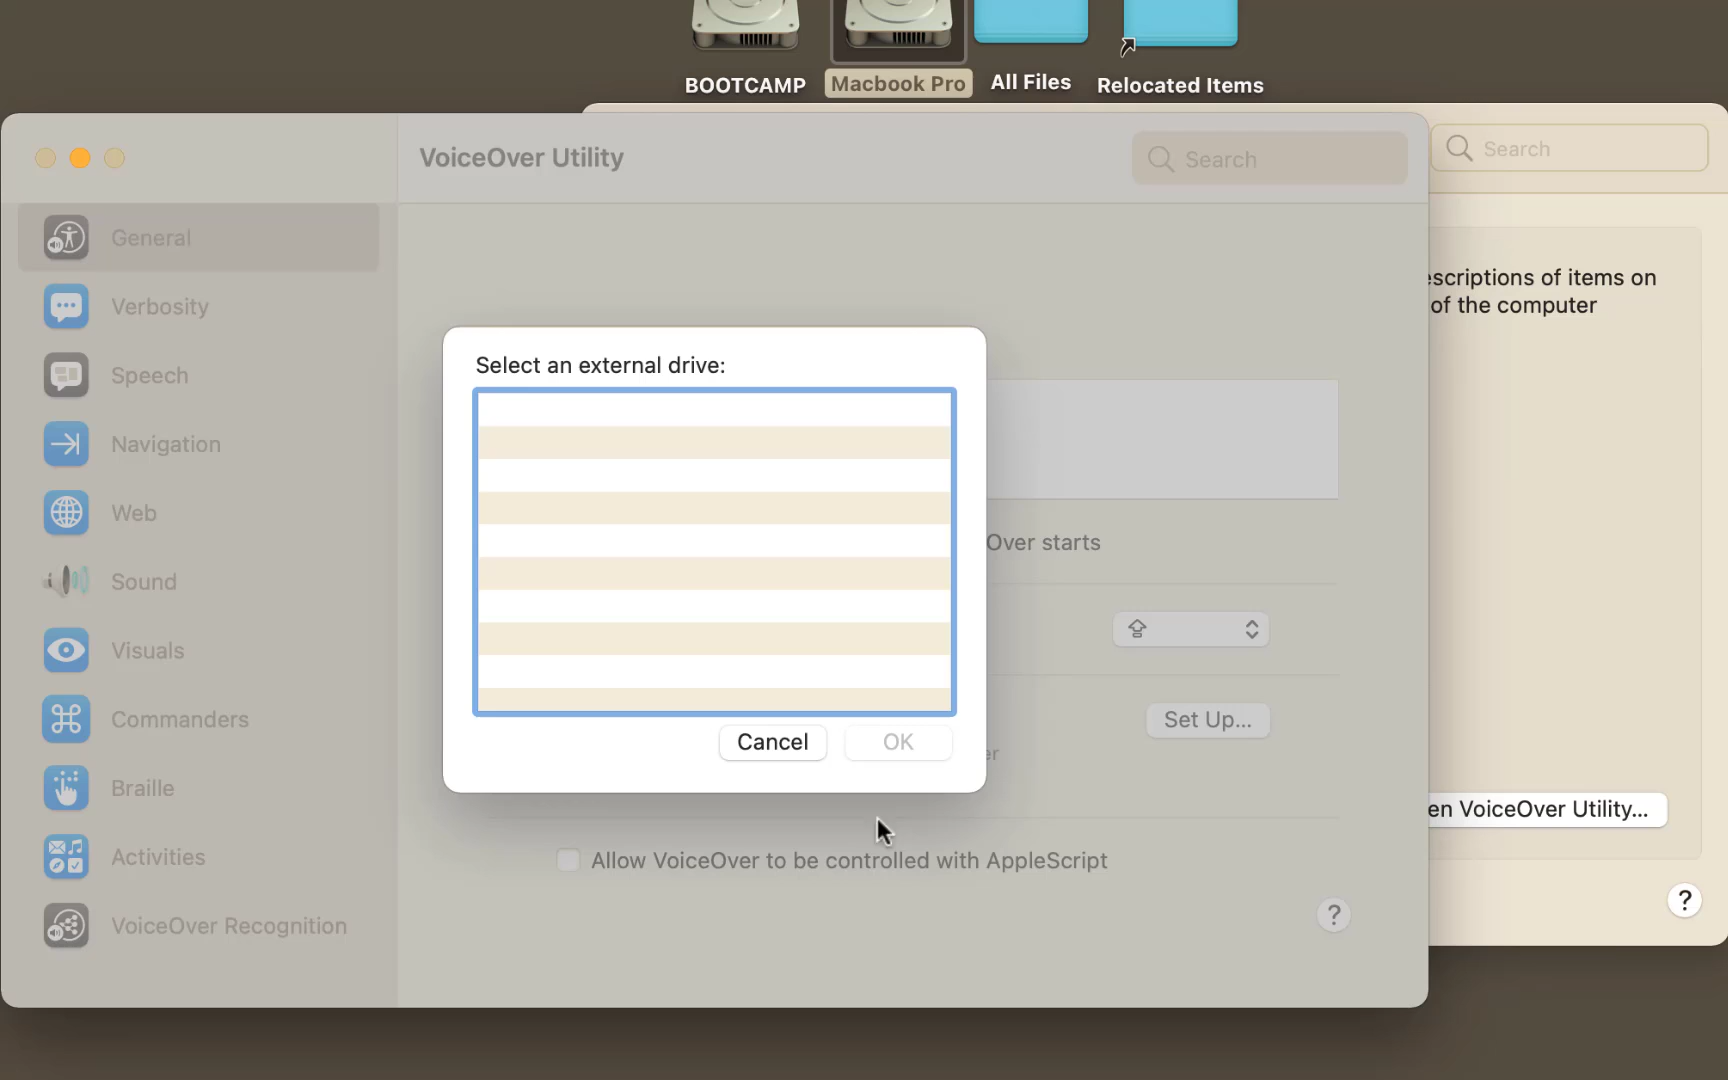 BOOTCAMP
Macbook Pro
All Files
Relocated Items
VoiceOver Utility
Search
Search
General
Verbosity
Speech
Navigation
Web
Sound
Visuals
Commanders
Braille
Activities
VoiceOver Recognition
Select an external drive:
Cancel
OK
Over starts
Set Up...
er
Allow VoiceOver to be controlled with AppleScript
?
escriptions of items on
of the computer
en VoiceOver Utility...
?